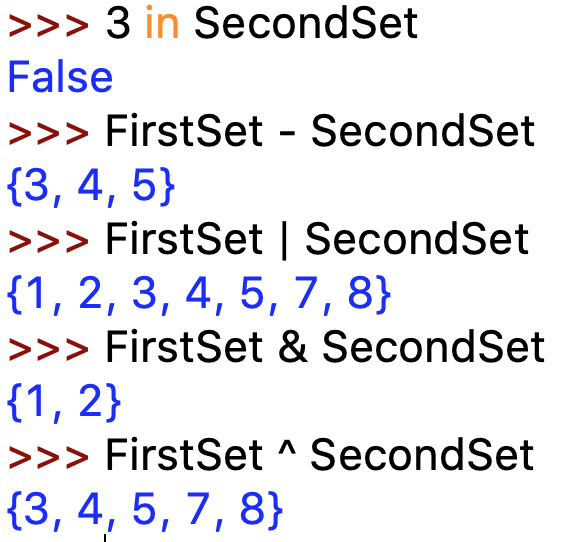 >>> 3 in SecondSet
False
>>> FirstSet - SecondSet
{3, 4, 5}
>>> FirstSet | SecondSet
{1, 2, 3, 4, 5, 7, 8}
>>> FirstSet & SecondSet
{1, 2}
>>> FirstSet ^ SecondSet
{3, 4, 5, 7, 8}